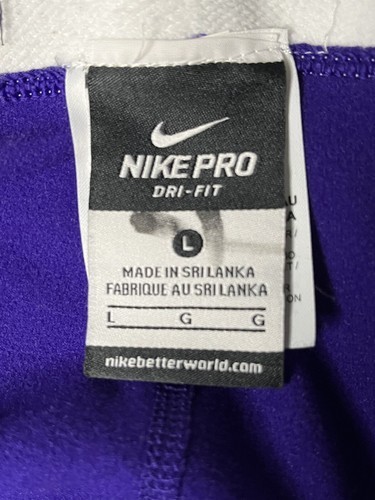 NIKE PRO
DRI-FIT
L
MADE IN SRI LANKA
FABRIQUE AU SRI LANKA
L G G
nikebetterworld.com